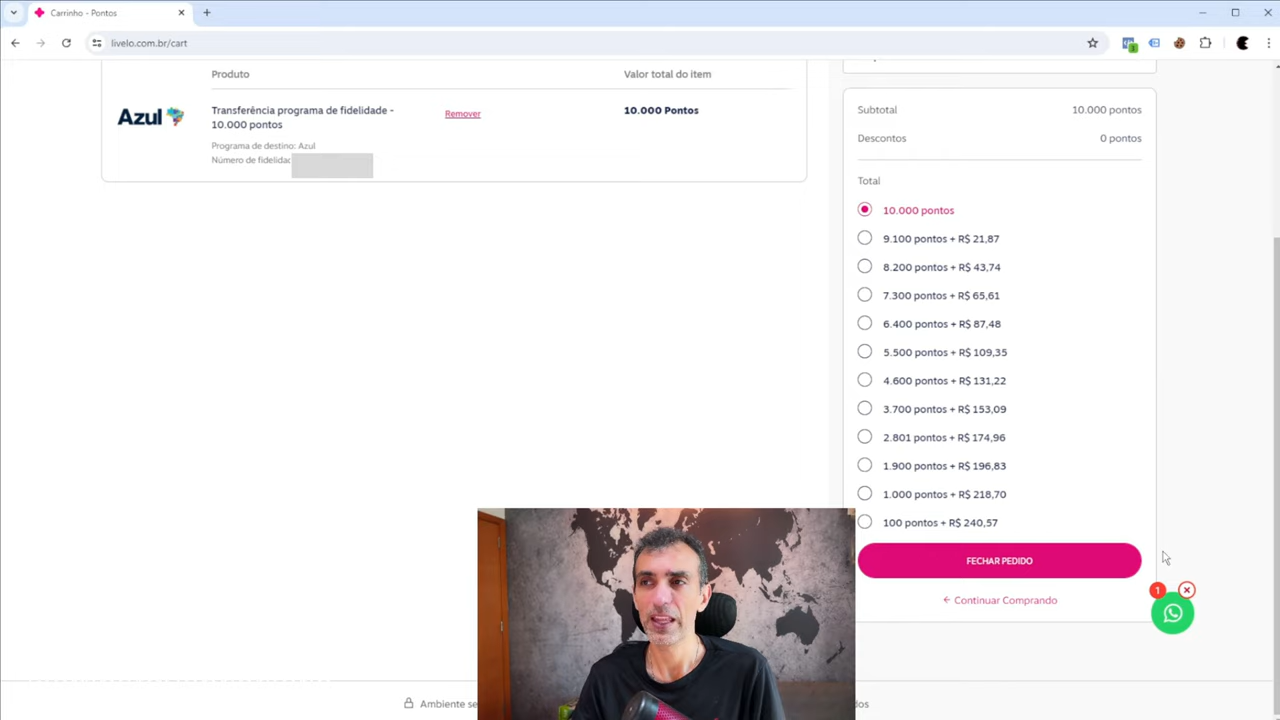 Carrinho - Pontos
livelo.com.br/cart
Produto
Valor total do item
Azul
Transferência programa de fidelidade -
10.000 pontos
Remover
10.000 Pontos
Programa de destino: Azul
Número de fidelidad
Subtotal
10.000 pontos
Descontos
0 pontos
Total
10.000 pontos
9.100 pontos + R$ 21,87
8.200 pontos + R$ 43,74
7.300 pontos + R$ 65,61
6.400 pontos + R$ 87,48
5.500 pontos + R$ 109,35
4.600 pontos + R$ 131,22
3.700 pontos + R$ 153,09
2.801 pontos + R$ 174,96
1.900 pontos + R$ 196,83
1.000 pontos + R$ 218,70
100 pontos + R$ 240,57
FECHAR PEDIDO
← Continuar Comprando
1
Ambiente se
dos